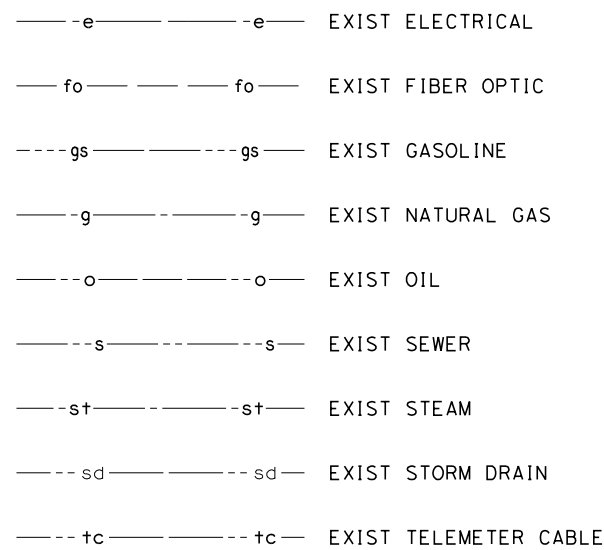 e e EXIST ELECTRICAL
fo fo EXIST FIBER OPTIC
gs gs EXIST GASOLINE
g g EXIST NATURAL GAS
o o EXIST OIL
s s EXIST SEWER
st st EXIST STEAM
sd sd EXIST STORM DRAIN
tc tc EXIST TELEMETER CABLE